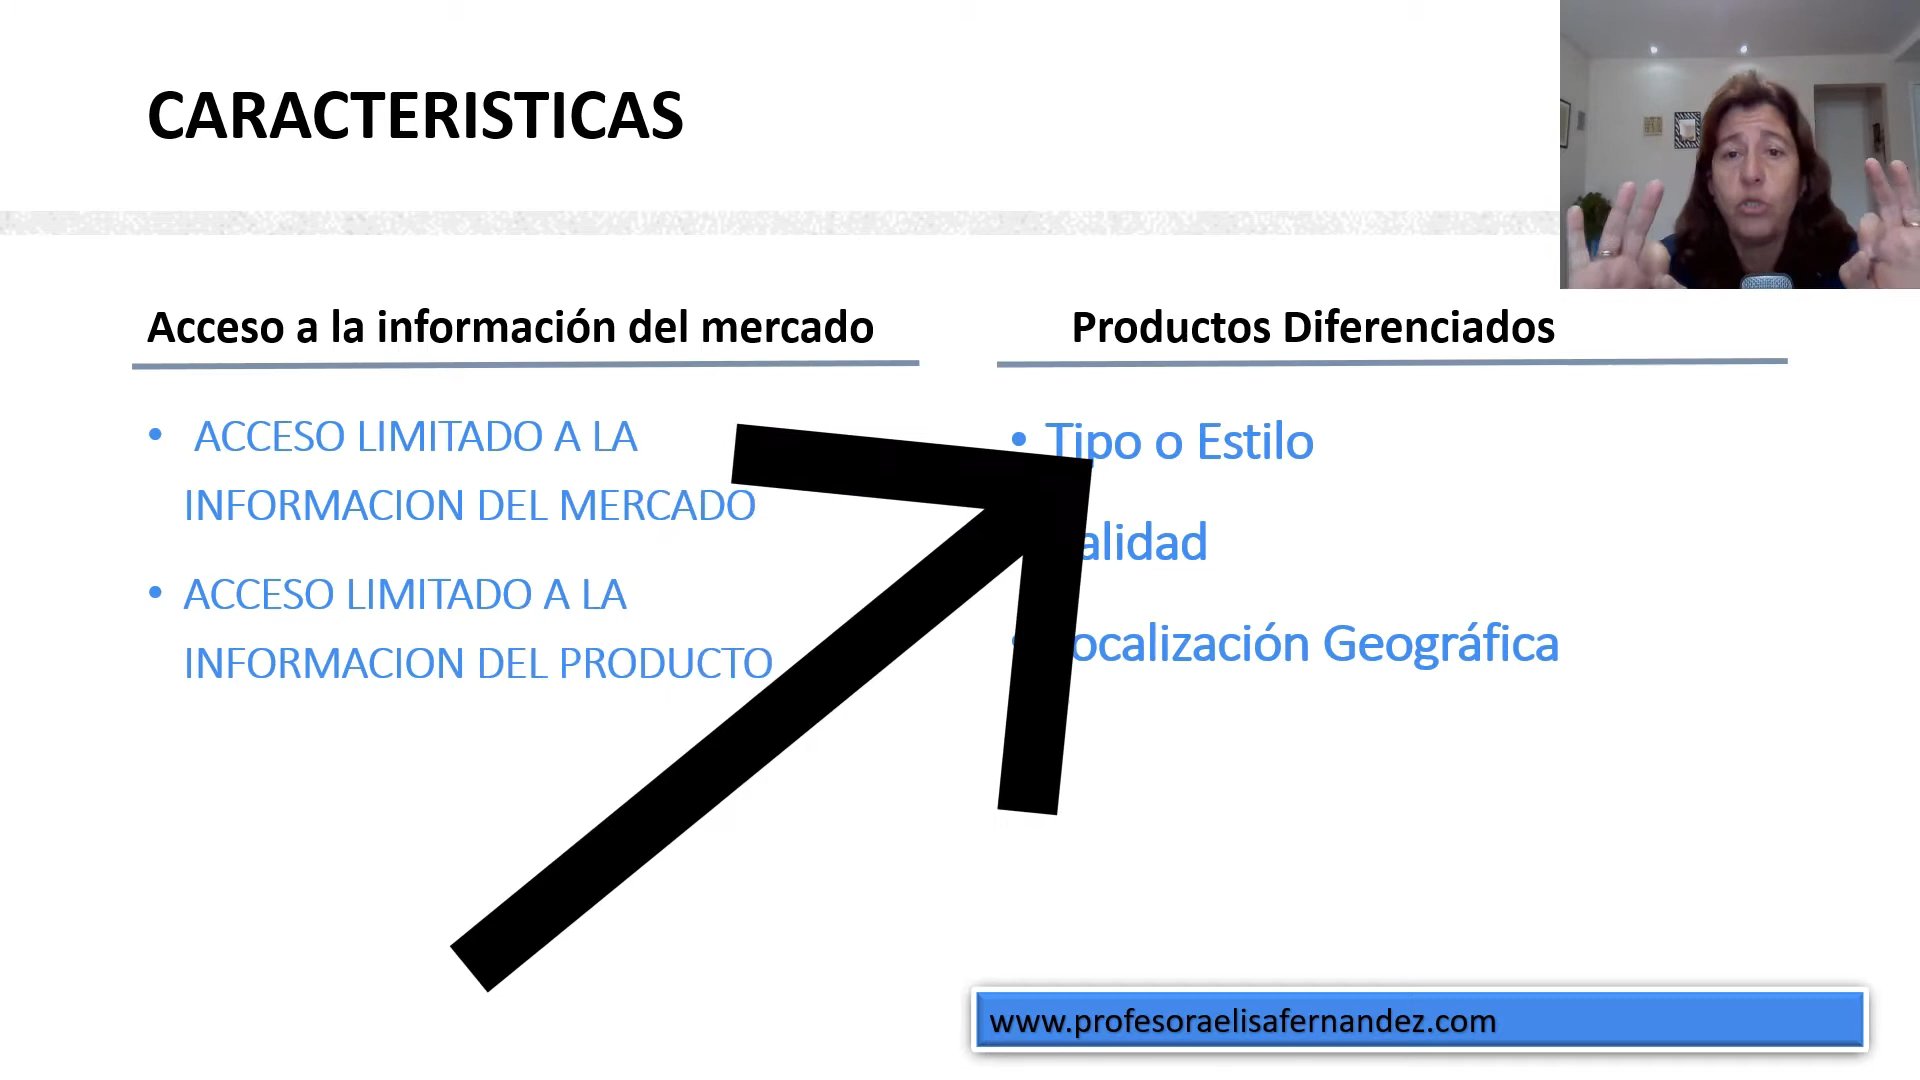 CARACTERISTICAS
Acceso a la información del mercado
• ACCESO LIMITADO A LA
INFORMACION DEL MERCADO
• ACCESO LIMITADO A LA
INFORMACION DEL PRODUCTO
Productos Diferenciados
• Tipo o Estilo
alidad
• ocalización Geográfica
www.profesoraelisafernandez.com